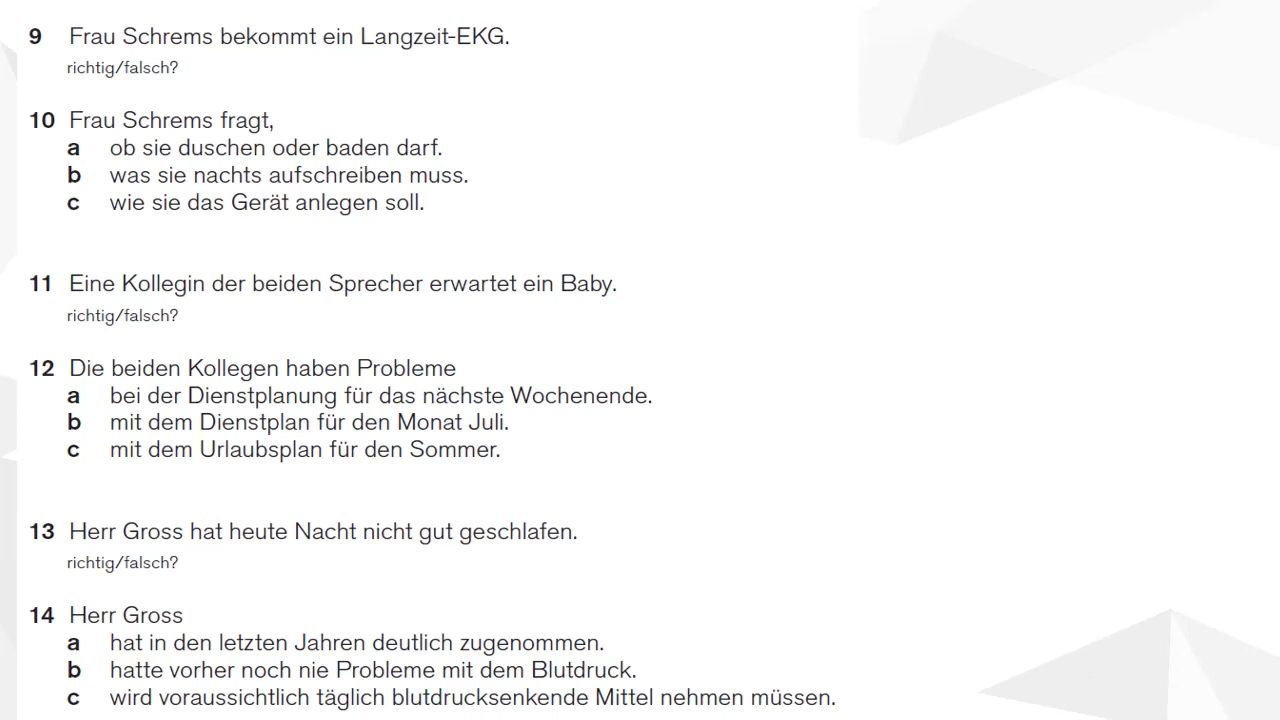 9 Frau Schrems bekommt ein Langzeit-EKG.
richtig/falsch?
10 Frau Schrems fragt,
a ob sie duschen oder baden darf.
b was sie nachts aufschreiben muss.
c wie sie das Gerät anlegen soll.
11 Eine Kollegin der beiden Sprecher erwartet ein Baby.
richtig/falsch?
12 Die beiden Kollegen haben Probleme
a bei der Dienstplanung für das nächste Wochenende.
b mit dem Dienstplan für den Monat Juli.
c mit dem Urlaubsplan für den Sommer.
13 Herr Gross hat heute Nacht nicht gut geschlafen.
richtig/falsch?
14 Herr Gross
a hat in den letzten Jahren deutlich zugenommen.
b hatte vorher noch nie Probleme mit dem Blutdruck.
c wird voraussichtlich täglich blutdrucksenkende Mittel nehmen müssen.